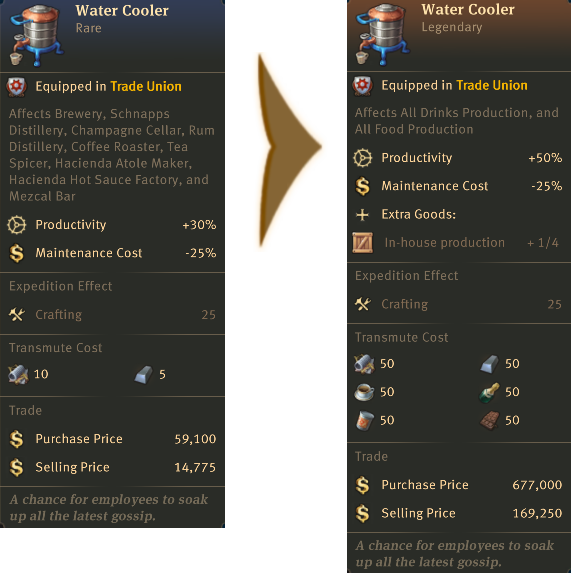 Water Cooler
Rare
Equipped in Trade Union
Affects Brewery, Schnapps
Distillery, Champagne Cellar, Rum
Distillery, Coffee Roaster, Tea
Spicer, Hacienda Atole Maker,
Hacienda Hot Sauce Factory, and
Mezcal Bar
Productivity +30%
Maintenance Cost -25%
Expedition Effect
Crafting 25
Transmute Cost
10 5
Trade
Purchase Price 59,100
Selling Price 14,775
A chance for employees to soak
up all the latest gossip.
Water Cooler
Legendary
Equipped in Trade Union
Affects All Drinks Production, and
All Food Production
Productivity +50%
Maintenance Cost -25%
Extra Goods:
In-house production + 1/4
Expedition Effect
Crafting 25
Transmute Cost
50 50
50 50
50 50
Trade
Purchase Price 677,000
Selling Price 169,250
A chance for employees to soak
up all the latest gossip.